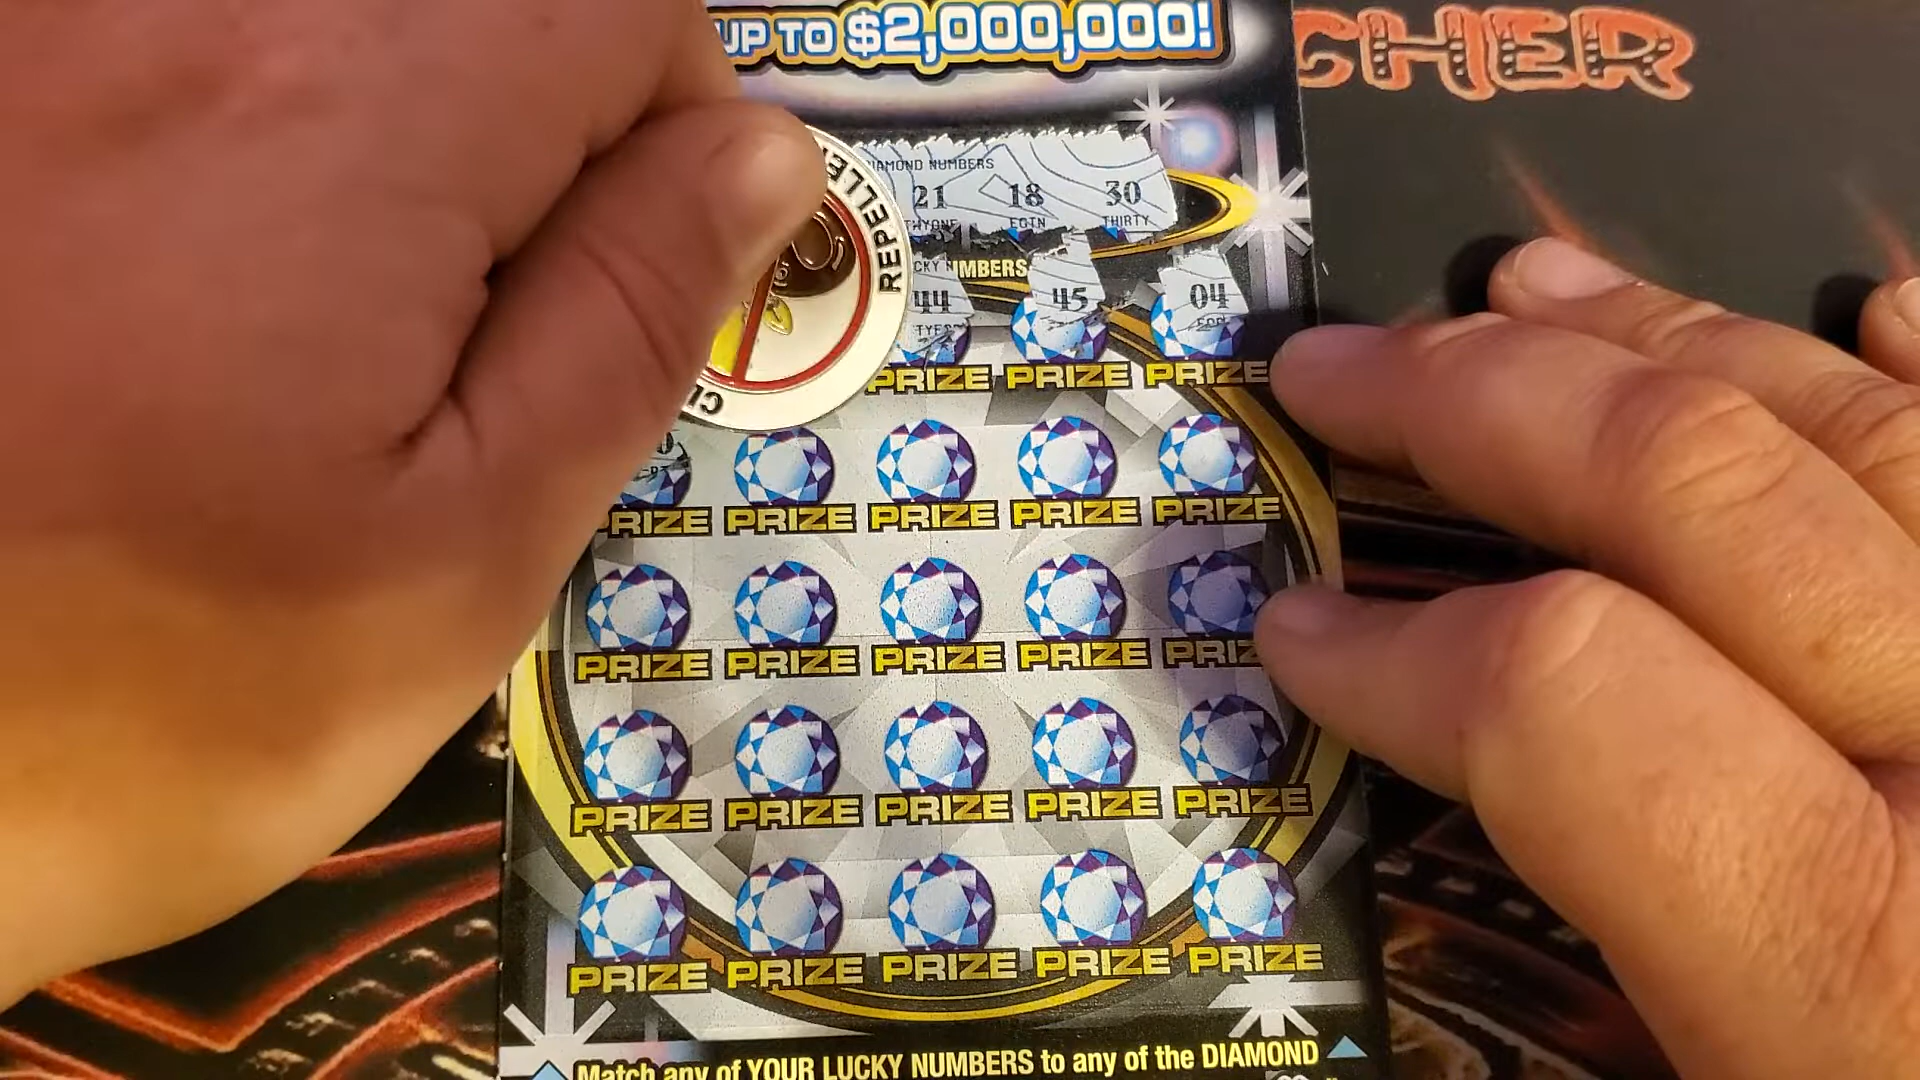 UP TO $2,000,000!
CHER
DIAMOND NUMBERS
21 18 30
EGTN THIRTY
REPELLE
NUMBERS
44 45 04
PRIZE PRIZE PRIZE
PRIZE PRIZE PRIZE PRIZE PRIZE
PRIZE PRIZE PRIZE PRIZE PRIZ
PRIZE PRIZE PRIZE PRIZE PRIZE
PRIZE PRIZE PRIZE PRIZE PRIZE
Match any of YOUR LUCKY NUMBERS to any of the DIAMOND